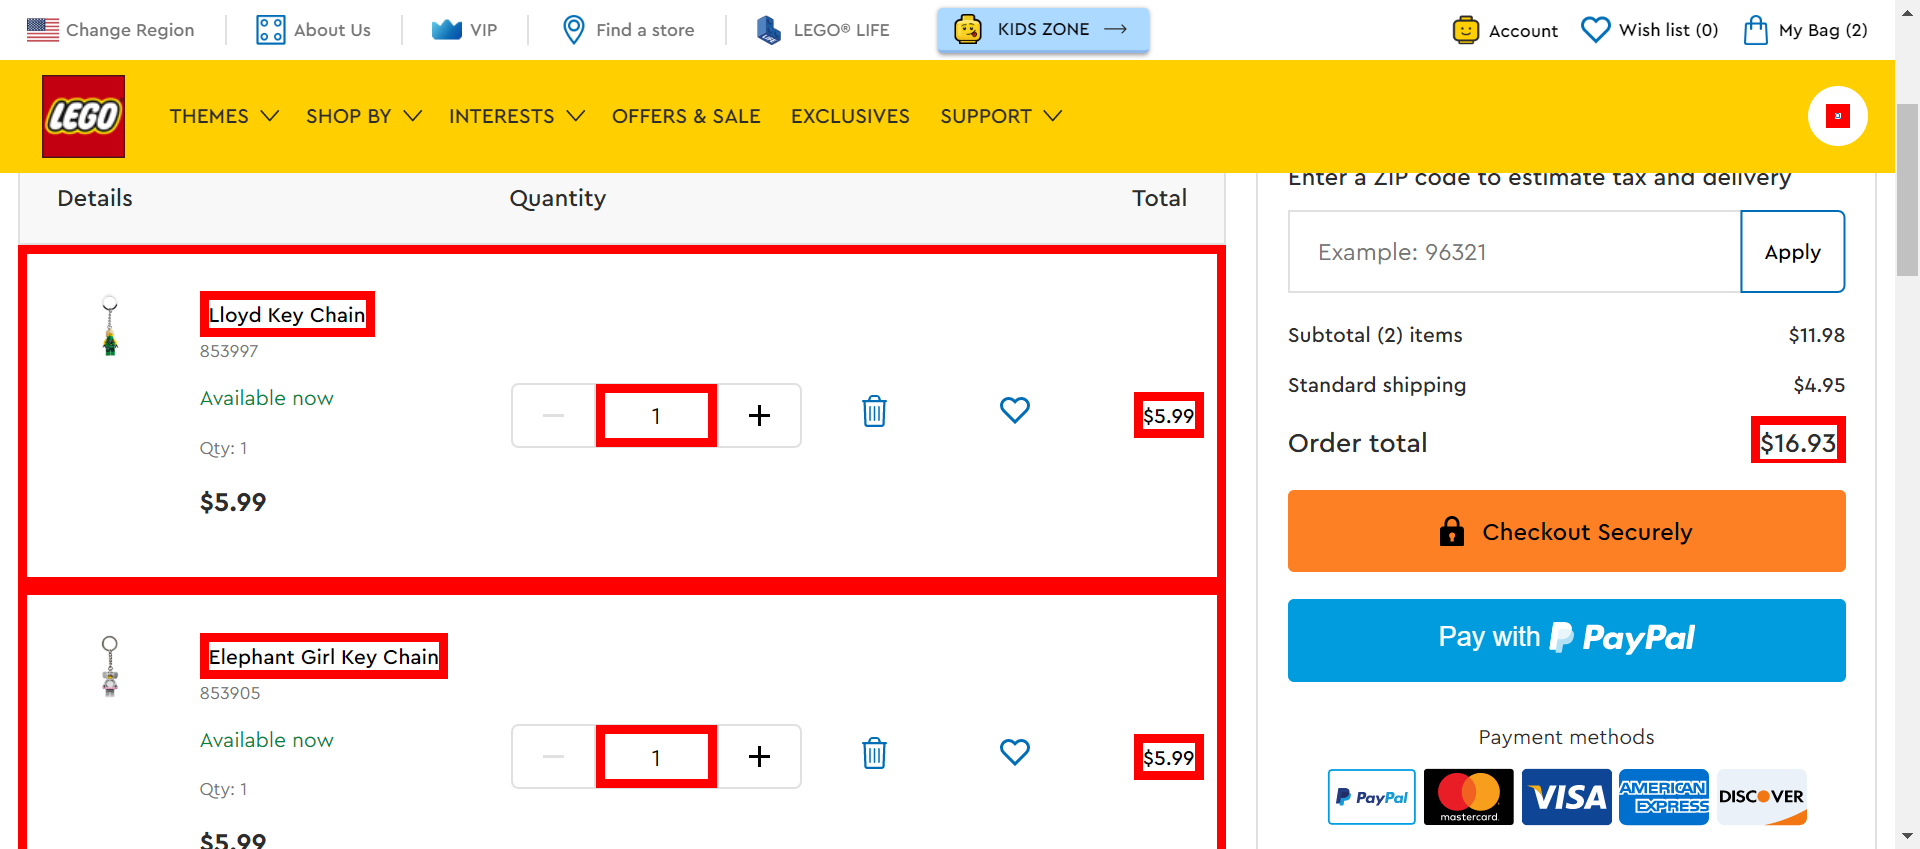 Change Region
About Us
VIP
Find a store
LEGO® LIFE
KIDS ZONE
Account
Wish list (0)
My Bag (2)
LEGO
THEMES
SHOP BY
INTERESTS
OFFERS & SALE
EXCLUSIVES
SUPPORT
Details
Quantity
Total
Lloyd Key Chain
853997
Available now
Qty: 1
$5.99
1
$5.99
Elephant Girl Key Chain
853905
Available now
Qty: 1
$5.99
1
$5.99
Enter a ZIP code to estimate tax and delivery
Example: 96321
Apply
Subtotal (2) items
$11.98
Standard shipping
$4.95
Order total
$16.93
Checkout Securely
Pay with PayPal
Payment methods
PayPal
mastercard.
VISA
AMERICAN EXPRESS
DISCOVER